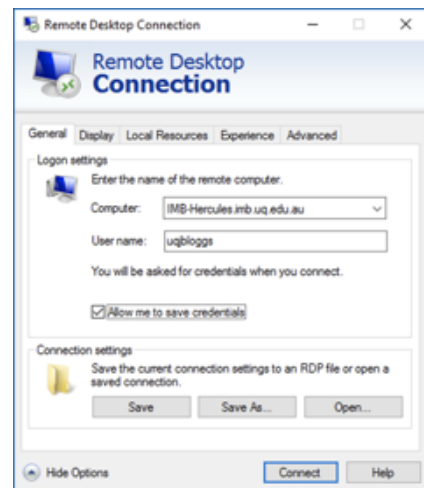 Remote Desktop Connection
Remote Desktop
Connection
General Display Local Resources Experience Advanced
Logon settings
Enter the name of the remote computer.
Computer: IMB-Hercules.imb.uq.edu.au
User name: uqbloggs
You will be asked for credentials when you connect.
Allow me to save credentials
Connection settings
Save the current connection settings to an RDP file or open a
saved connection.
Save Save As... Open...
Hide Options Connect Help